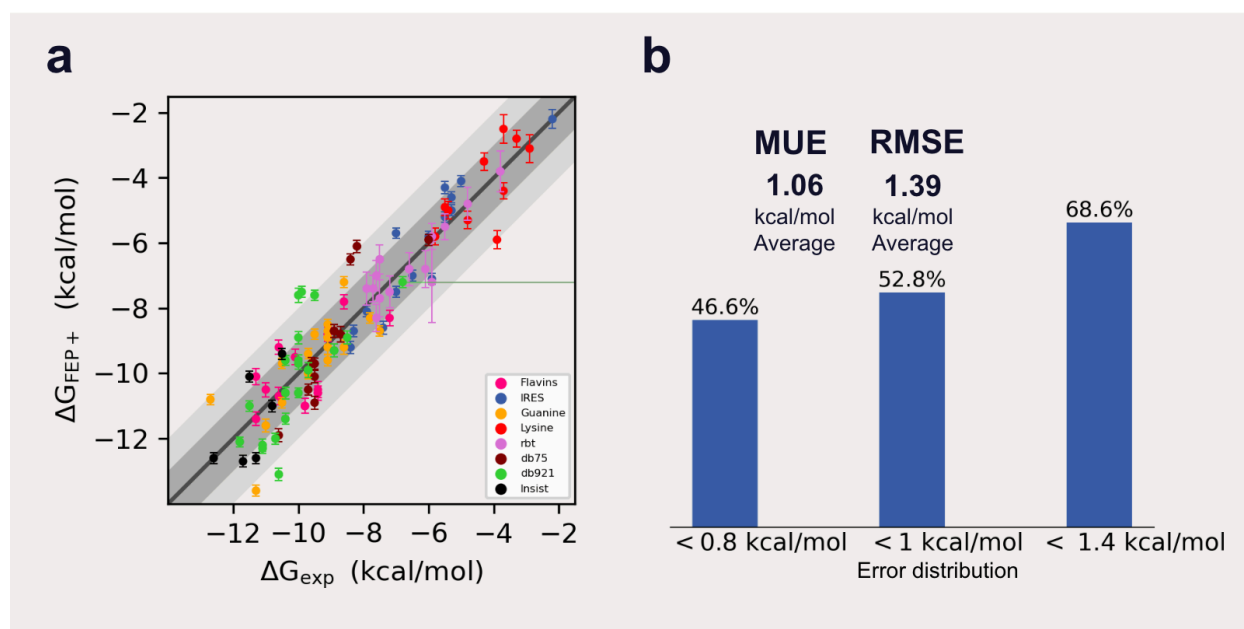 a
−2
−4
−6
−8
−10
−12
ΔG_FEP+ (kcal/mol)
Flavins
IRES
Guanine
Lysine
rbt
db75
db921
Insist
−12 −10 −8 −6 −4 −2
ΔG_exp (kcal/mol)
b
MUE RMSE
1.06 1.39
kcal/mol kcal/mol
Average Average
46.6% 52.8% 68.6%
< 0.8 kcal/mol < 1 kcal/mol < 1.4 kcal/mol
Error distribution